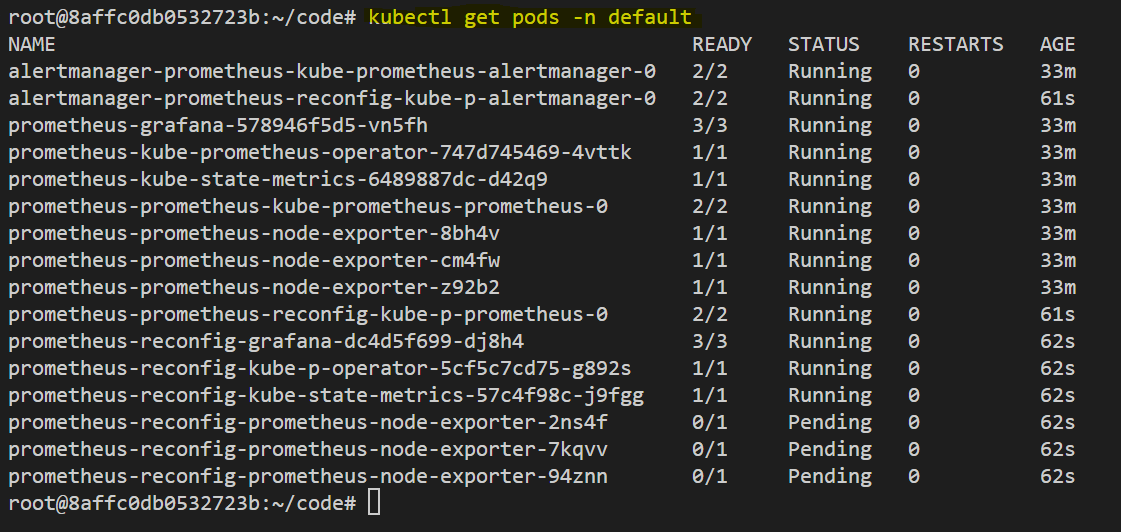 root@8affc0db0532723b:~/code# kubectl get pods -n default
NAME READY STATUS RESTARTS AGE
alertmanager-prometheus-kube-prometheus-alertmanager-0 2/2 Running 0 33m
alertmanager-prometheus-reconfig-kube-p-alertmanager-0 2/2 Running 0 61s
prometheus-grafana-578946f5d5-vn5fh 3/3 Running 0 33m
prometheus-kube-prometheus-operator-747d745469-4vttk 1/1 Running 0 33m
prometheus-kube-state-metrics-6489887dc-d42q9 1/1 Running 0 33m
prometheus-prometheus-kube-prometheus-prometheus-0 2/2 Running 0 33m
prometheus-prometheus-node-exporter-8bh4v 1/1 Running 0 33m
prometheus-prometheus-node-exporter-cm4fw 1/1 Running 0 33m
prometheus-prometheus-node-exporter-z92b2 1/1 Running 0 33m
prometheus-prometheus-reconfig-kube-p-prometheus-0 2/2 Running 0 61s
prometheus-reconfig-grafana-dc4d5f699-dj8h4 3/3 Running 0 62s
prometheus-reconfig-kube-p-operator-5cf5c7cd75-g892s 1/1 Running 0 62s
prometheus-reconfig-kube-state-metrics-57c4f98c-j9fgg 1/1 Running 0 62s
prometheus-reconfig-prometheus-node-exporter-2ns4f 0/1 Pending 0 62s
prometheus-reconfig-prometheus-node-exporter-7kqvv 0/1 Pending 0 62s
prometheus-reconfig-prometheus-node-exporter-94znn 0/1 Pending 0 62s
root@8affc0db0532723b:~/code#